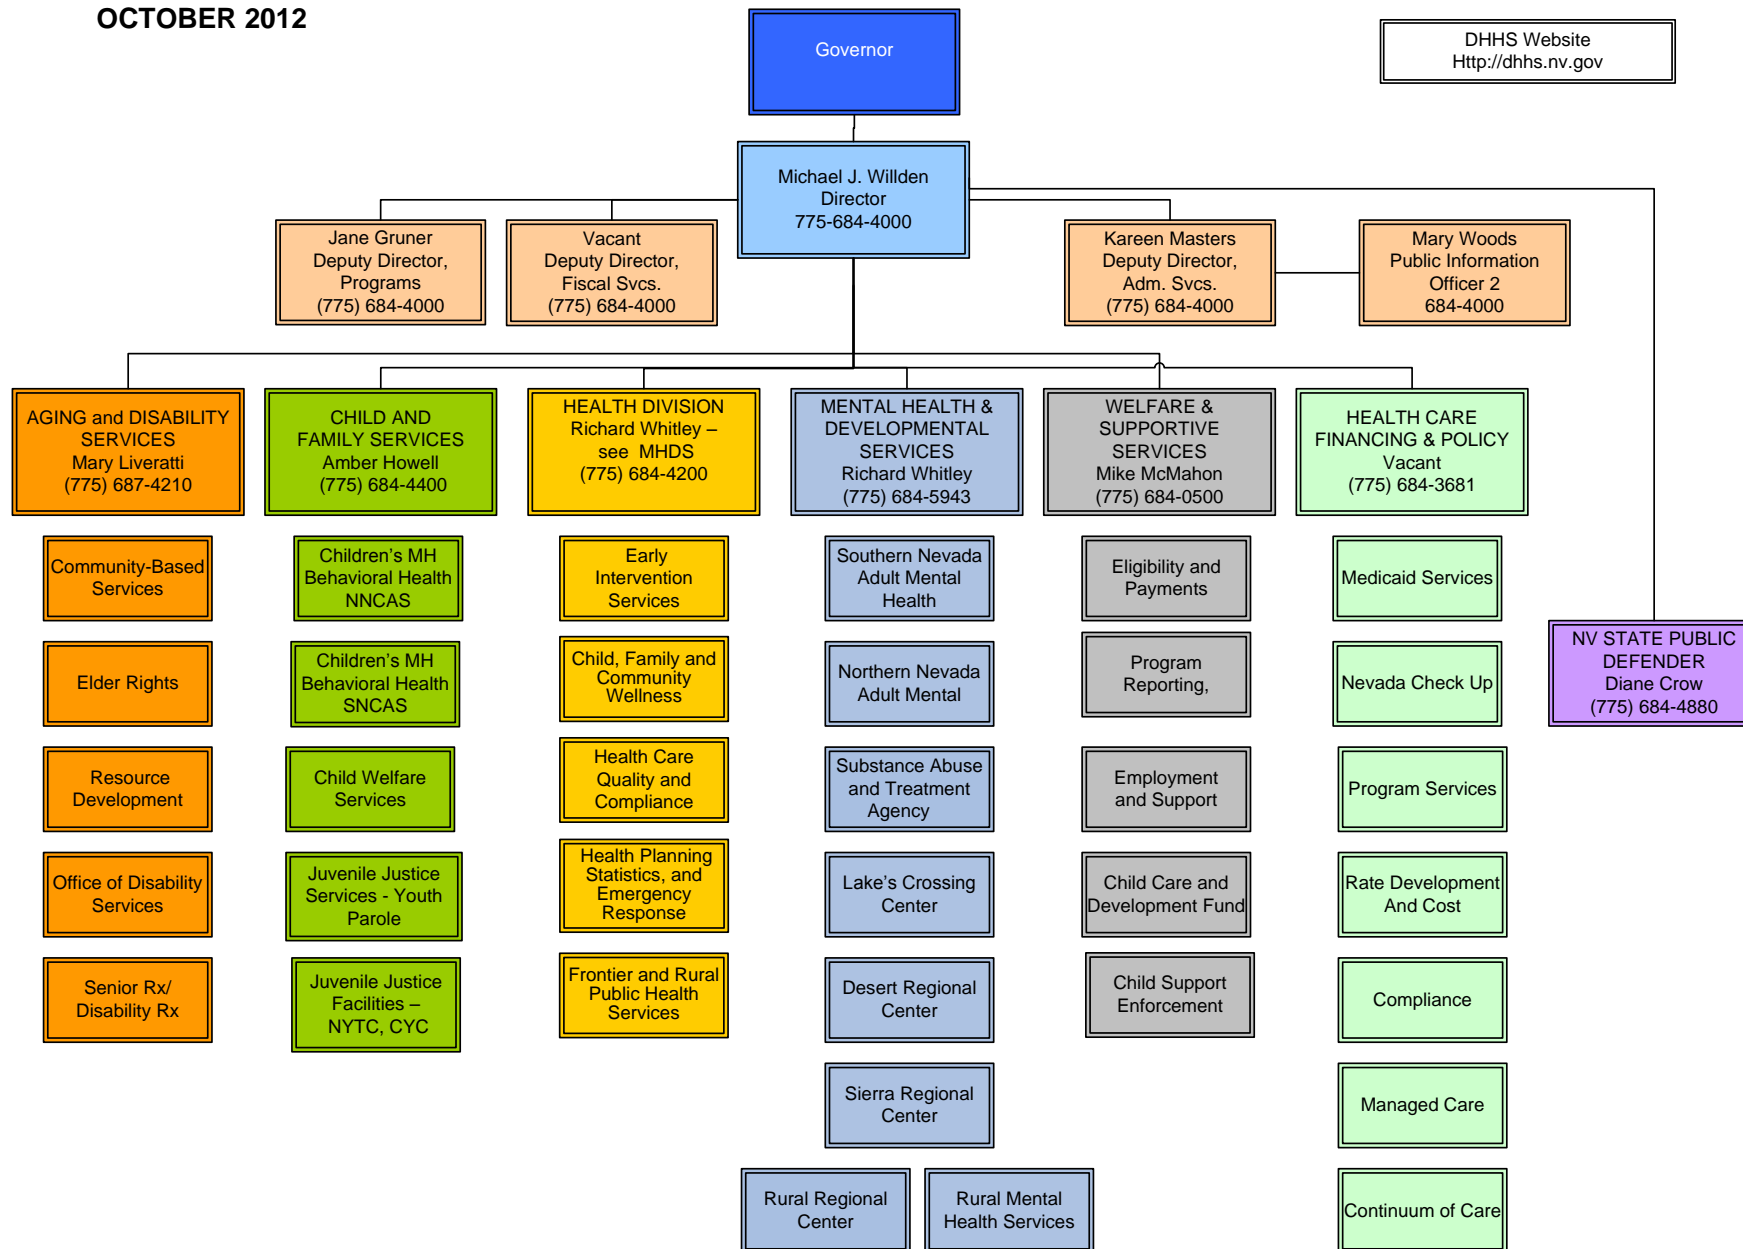 OCTOBER 2012
Governor
DHHS Website
Http://dhhs.nv.gov
Michael J. Willden
Director
775-684-4000
Jane Gruner
Deputy Director,
Programs
(775) 684-4000
Vacant
Deputy Director,
Fiscal Svcs.
(775) 684-4000
Kareen Masters
Deputy Director,
Adm. Svcs.
(775) 684-4000
Mary Woods
Public Information
Officer 2
684-4000
AGING and DISABILITY
SERVICES
Mary Liveratti
(775) 687-4210
CHILD AND
FAMILY SERVICES
Amber Howell
(775) 684-4400
HEALTH DIVISION
Richard Whitley –
see MHDS
(775) 684-4200
MENTAL HEALTH &
DEVELOPMENTAL
SERVICES
Richard Whitley
(775) 684-5943
WELFARE &
SUPPORTIVE
SERVICES
Mike McMahon
(775) 684-0500
HEALTH CARE
FINANCING & POLICY
Vacant
(775) 684-3681
Community-Based
Services
Children's MH
Behavioral Health
NNCAS
Early
Intervention
Services
Southern Nevada
Adult Mental
Health
Eligibility and
Payments
Medicaid Services
NV STATE PUBLIC
DEFENDER
Diane Crow
(775) 684-4880
Elder Rights
Children's MH
Behavioral Health
SNCAS
Child, Family and
Community
Wellness
Northern Nevada
Adult Mental
Program
Reporting,
Nevada Check Up
Resource
Development
Child Welfare
Services
Health Care
Quality and
Compliance
Substance Abuse
and Treatment
Agency
Employment
and Support
Program Services
Office of Disability
Services
Juvenile Justice
Services - Youth
Parole
Health Planning
Statistics, and
Emergency
Response
Lake's Crossing
Center
Child Care and
Development Fund
Rate Development
And Cost
Senior Rx/
Disability Rx
Juvenile Justice
Facilities –
NYTC, CYC
Frontier and Rural
Public Health
Services
Desert Regional
Center
Child Support
Enforcement
Compliance
Sierra Regional
Center
Managed Care
Rural Regional
Center
Rural Mental
Health Services
Continuum of Care